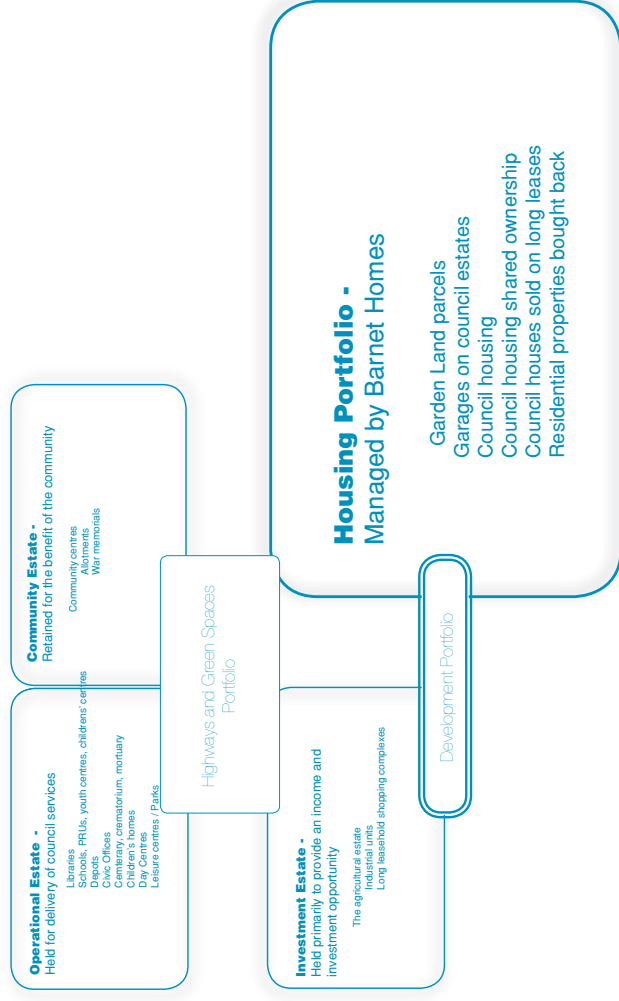 Operational Estate -
Held for delivery of council services
Libraries
Schools, PRUs, youth centres, childrens' centres
Depots
Civic Offices
Cemterary, crematorium, mortuary
Children's homes
Day Centres
Leisure centres / Parks
Community Estate -
Retained for the benefit of the community
Community centres
Allotments
War memorials
Highways and Green Spaces
Portfolio
Investment Estate -
Held primarily to provide an income and
investment opportunity
The agricultural estate
Industrial units
Long leasehold shopping complexes
Housing Portfolio -
Managed by Barnet Homes
Garden Land parcels
Garages on council estates
Council housing
Council housing shared ownership
Council houses sold on long leases
Residential properties bought back
Development Portfolio